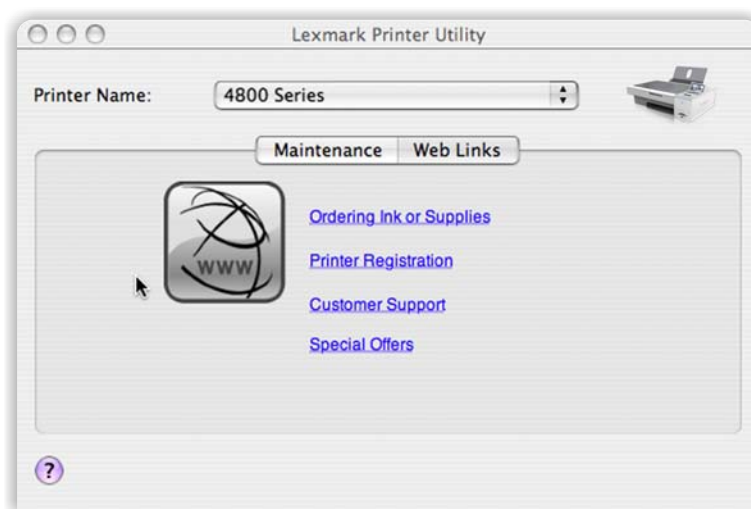 Lexmark Printer Utility
Printer Name:
4800 Series
Maintenance Web Links
www
Ordering Ink or Supplies
Printer Registration
Customer Support
Special Offers
?